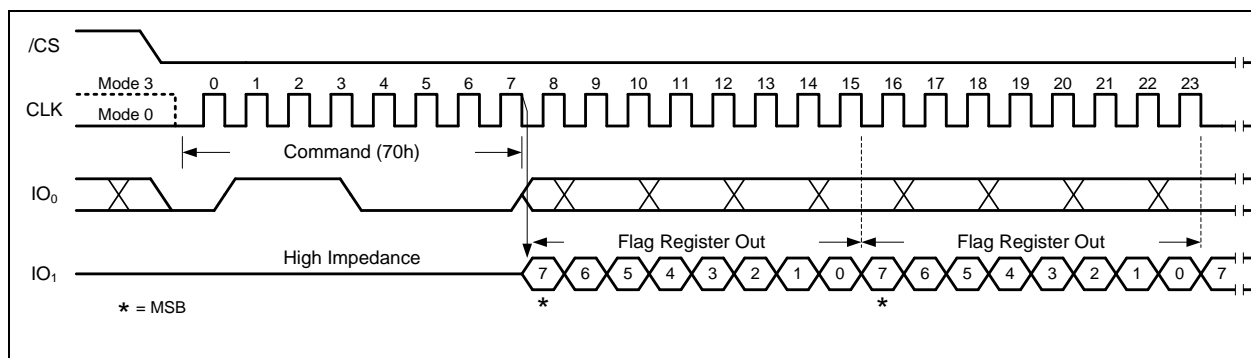 /CS
Mode 3
0 1 2 3 4 5 6 7 8 9 10 11 12 13 14 15 16 17 18 19 20 21 22 23
CLK
Mode 0
Command (70h)
IO0
Flag Register Out Flag Register Out
High Impedance
IO1
7 6 5 4 3 2 1 0 7 6 5 4 3 2 1 0 7
* *
* = MSB